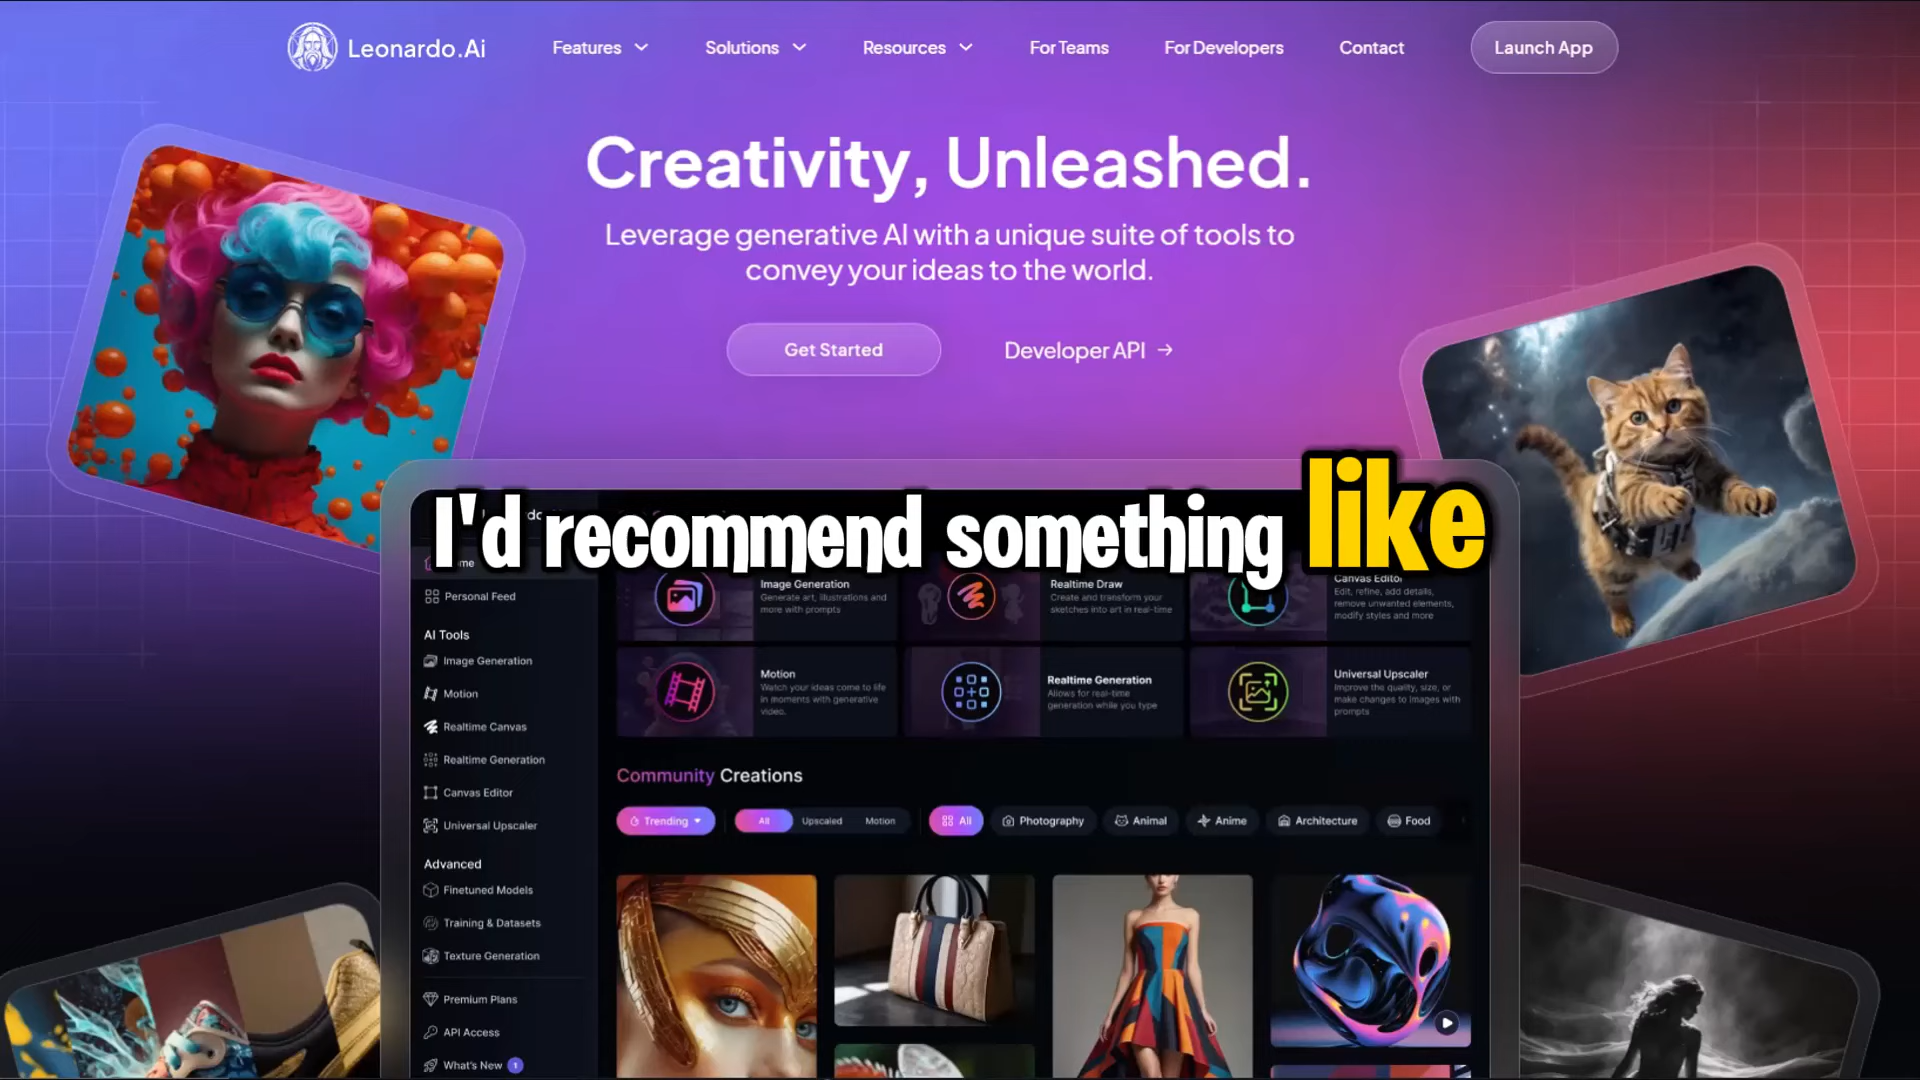 Leonardo.Ai
Features
Solutions
Resources
For Teams
For Developers
Contact
Launch App
Creativity, Unleashed.
Leverage generative AI with a unique suite of tools to
convey your ideas to the world.
Get Started
Developer API →
I'd recommend something like
Personal Feed
AI Tools
Image Generation
Motion
Realtime Canvas
Realtime Generation
Canvas Editor
Universal Upscaler
Advanced
Finetuned Models
Training & Datasets
Texture Generation
Premium Plans
API Access
What's New 1
Image Generation
Generate art, illustrations and
more with prompts
Realtime Draw
Create and transform your
sketches into art in real-time
Canvas Editor
Edit, refine, add details,
remove unwanted elements,
modify styles and more
Motion
Watch your ideas come to life
in moments with generative
video.
Realtime Generation
Allows for real-time
generation while you type
Universal Upscaler
Improve the quality, size, or
make changes to images with
prompts
Community Creations
Trending
All
Upscaled
Motion
All
Photography
Animal
Anime
Architecture
Food